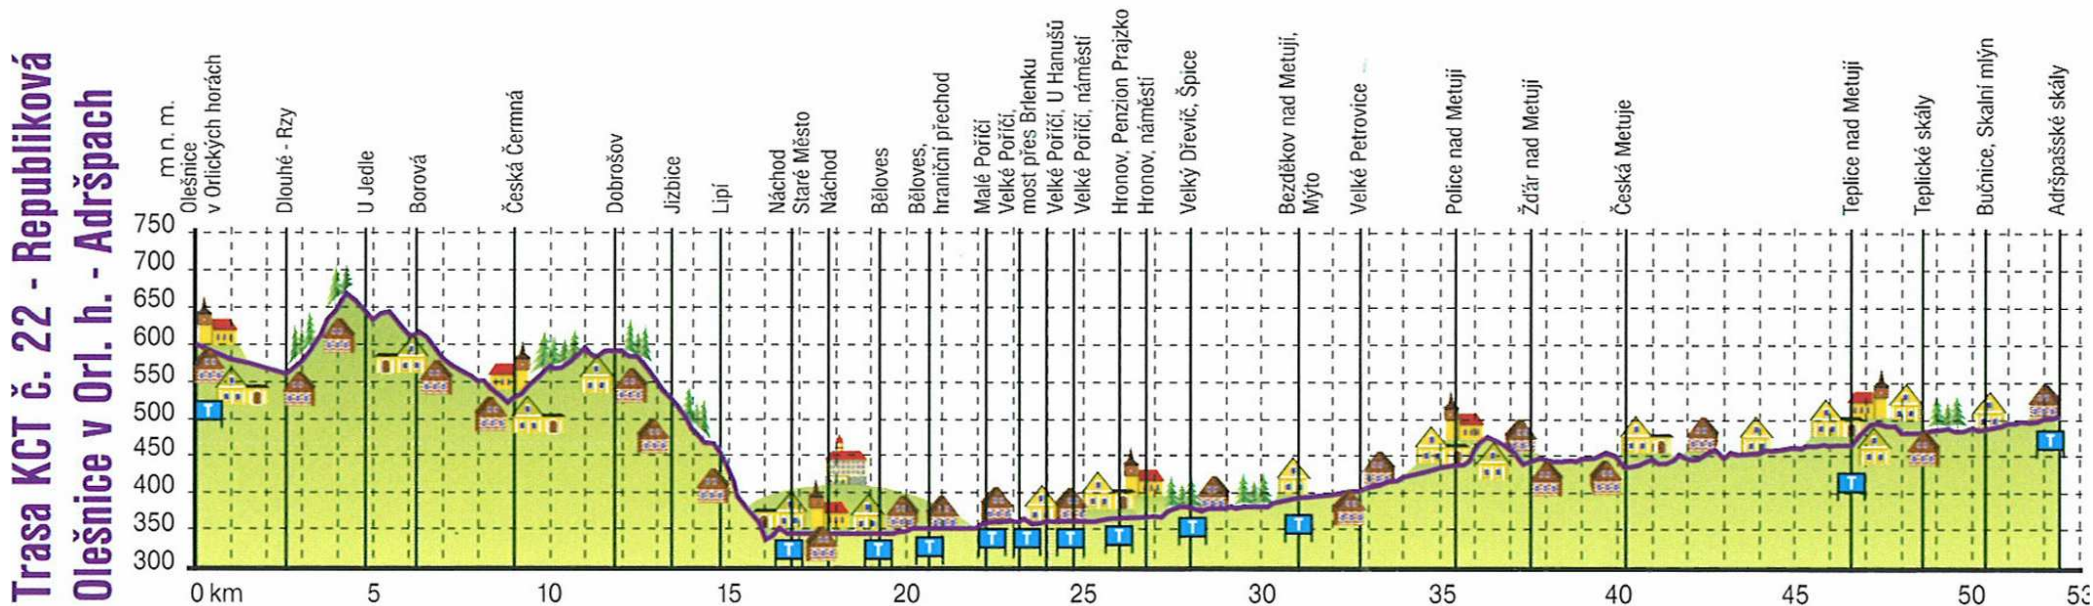 Trasa KCT č. 22 - Republiková
Olešnice v Orl. h. - Adršpach
m n. m.
Olešnice
v Orlických horách
Dlouhé - Rzy
U Jedle
Borová
Česká Čermná
Dobrošov
Jizbice
Lipí
Náchod
Staré Město
Náchod
Běloves
Běloves,
hraniční přechod
Malé Poříčí
Velké Poříčí,
most přes Brlenku
Velké Poříčí, U Hanušů
Velké Poříčí, náměstí
Hronov, Penzion Prajzko
Hronov, náměstí
Velký Dřevíč, Špice
Bezděkov nad Metují,
Mýto
Velké Petrovice
Police nad Metují
Žďár nad Metují
Česká Metuje
Teplice nad Metují
Teplické skály
Bučnice, Skalní mlýn
Adršpašské skály
750
700
650
600
550
500
450
400
350
300
T
T
T
T
T
T
T
T
T
T
T
T
0 km
5
10
15
20
25
30
35
40
45
50
53